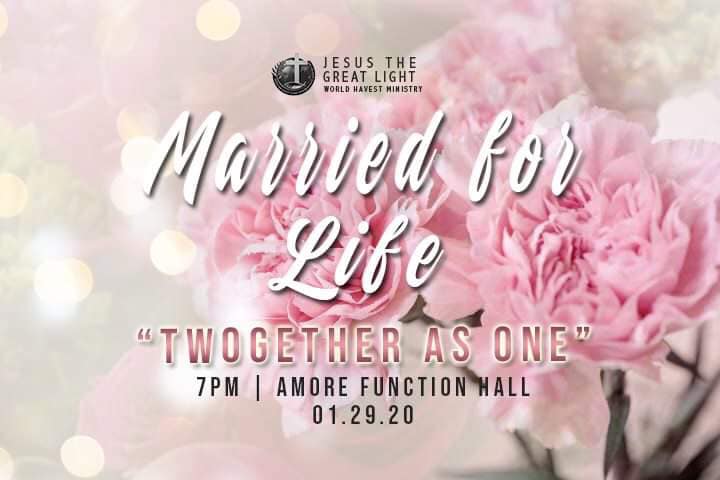 JESUS THE
GREAT LIGHT
WORLD HAVEST MINISTRY
Married for
Life
“TWOGETHER AS ONE”
7PM | AMORE FUNCTION HALL
01.29.20